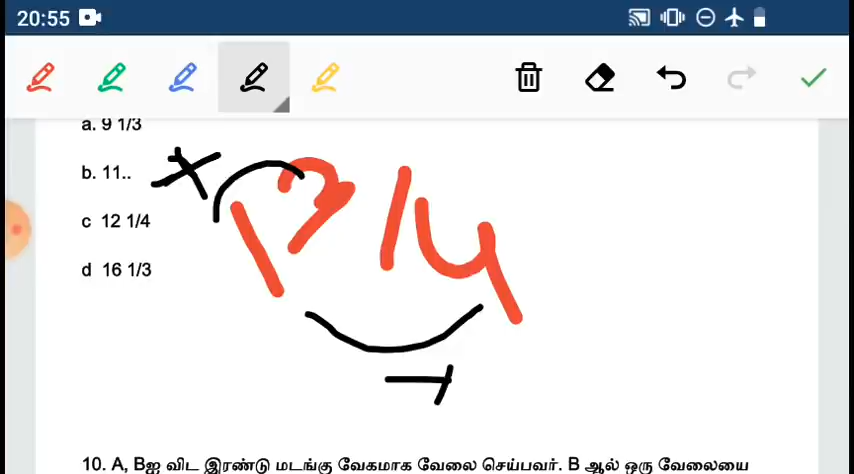 20:55
a. 9 1/3
b. 11..
c 12 1/4
d 16 1/3
x 13/4
10. A, Bஐ விட இரண்டு மடங்கு வேகமாக வேலை செய்பவர். B ஆல் ஒரு வேலையை